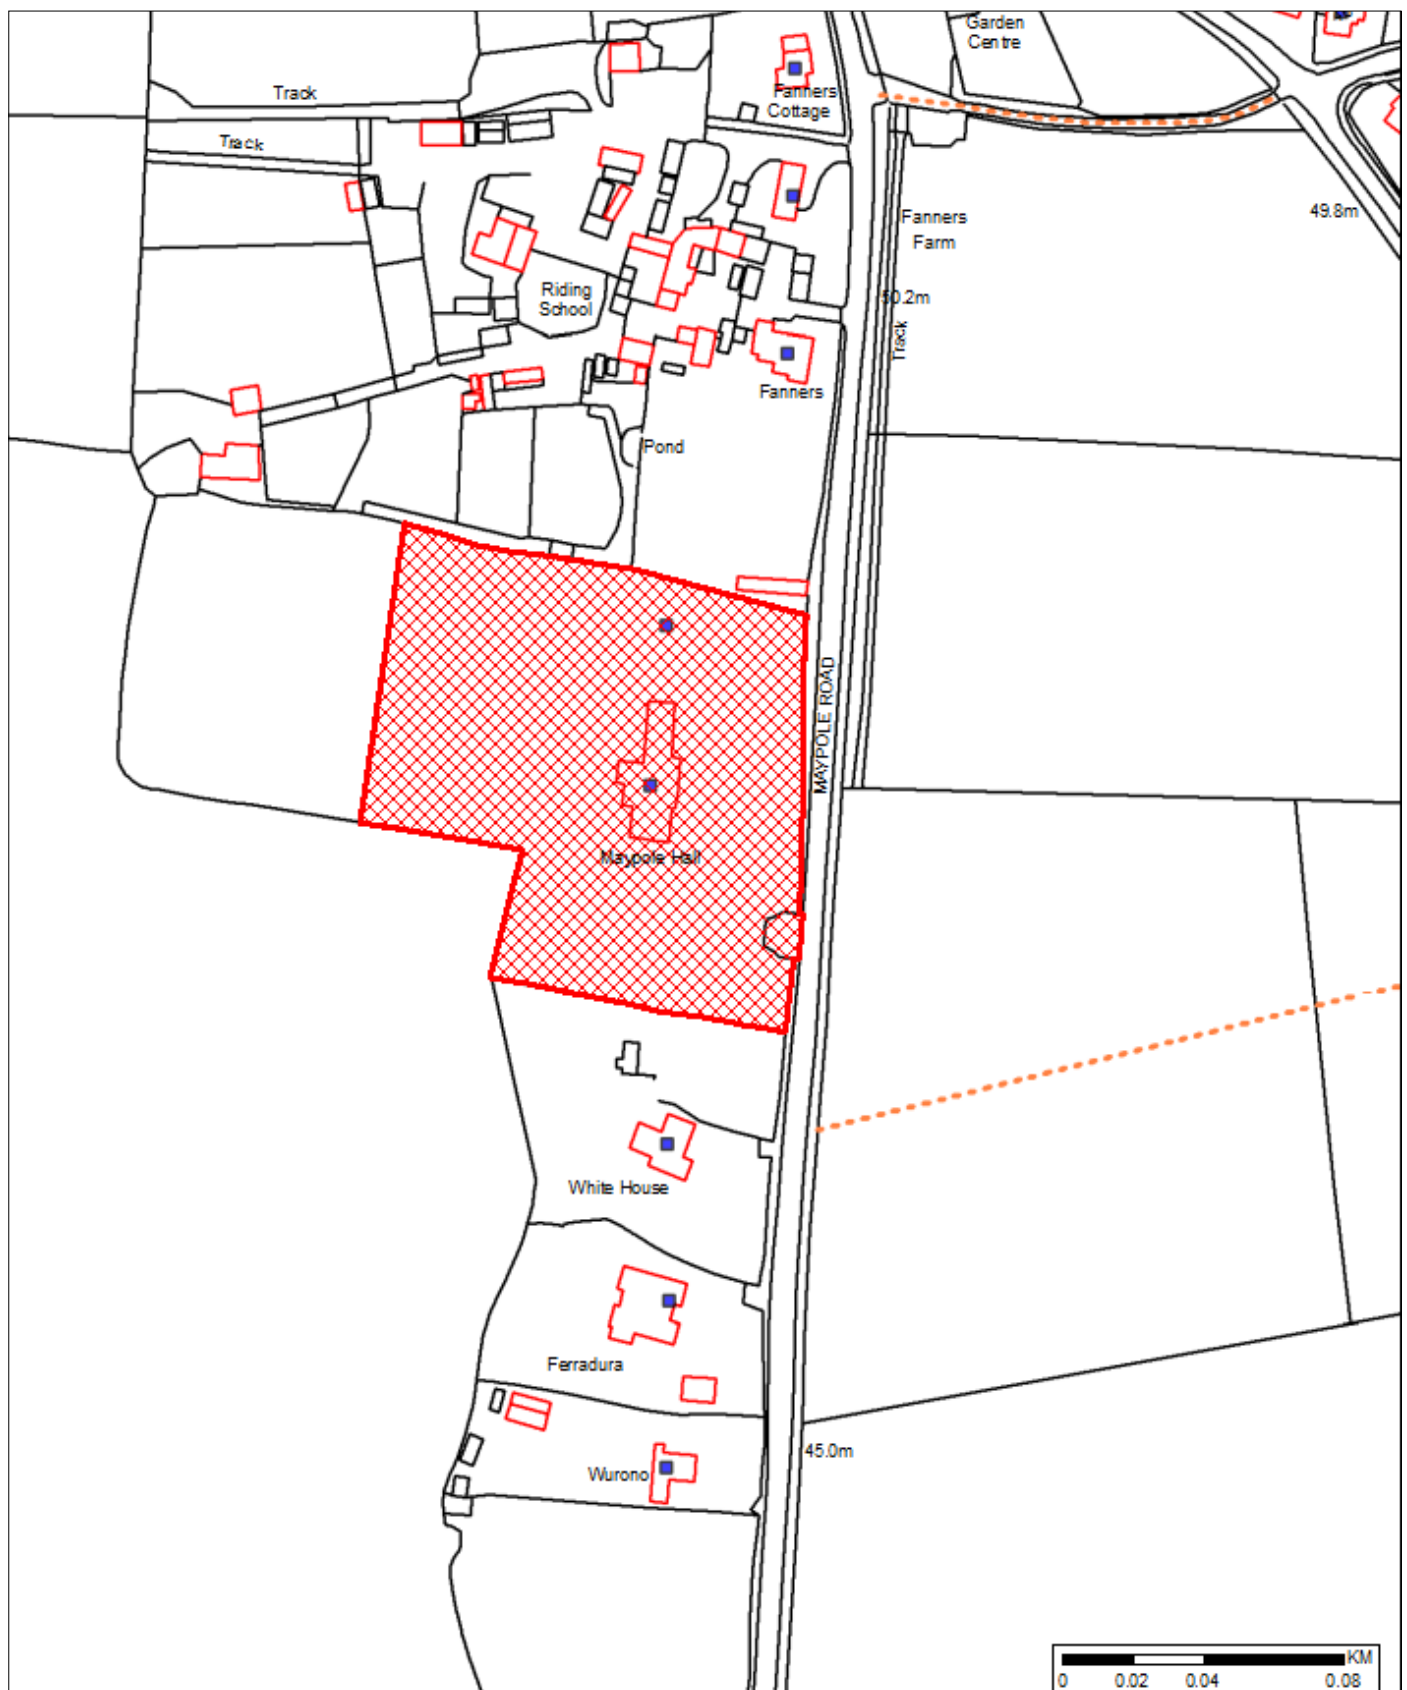 Garden
Centre
Track
Fanners
Cottage
Track
49.8m
Fanners
Farm
Riding
School
50.2m
Track
Fanners
Pond
MAYPOLE ROAD
Maypole Hall
White House
Ferradura
45.0m
Wurono
KM
0 0.02 0.04 0.08